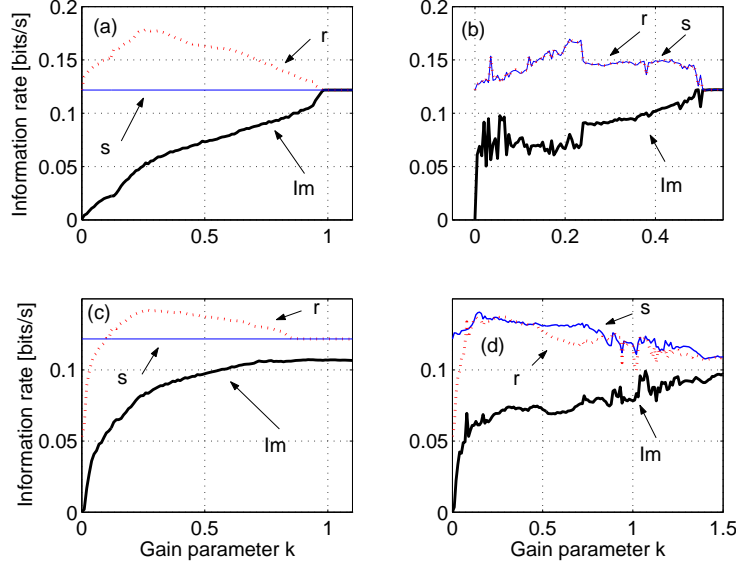 (a)
r
s
Im
0
0.05
0.1
0.15
0.2
0
0.5
1
Information rate [bits/s]
(b)
r
s
Im
0
0.05
0.1
0.15
0.2
0
0.2
0.4
(c)
r
s
Im
0
0.05
0.1
0
0.5
1
Information rate [bits/s]
Gain parameter k
s
(d)
r
Im
0
0.05
0.1
0
0.5
1
1.5
Gain parameter k